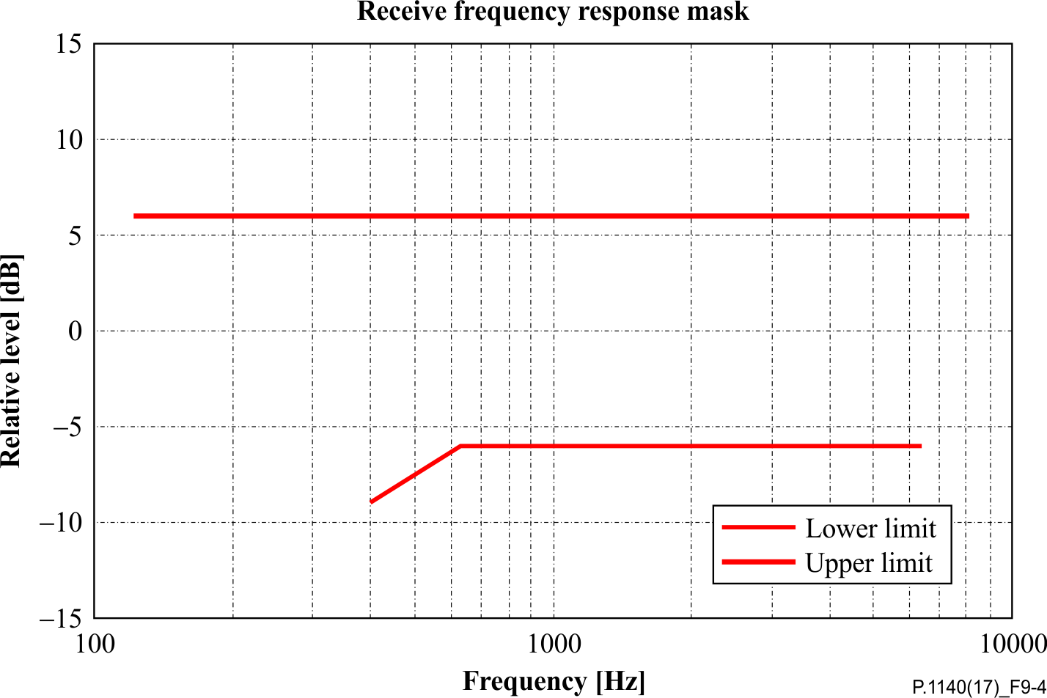 Receive frequency response mask
15
10
5
0
–5
–10
–15
Relative level [dB]
Lower limit
Upper limit
100
1000
10000
Frequency [Hz]
P.1140(17)_F9-4